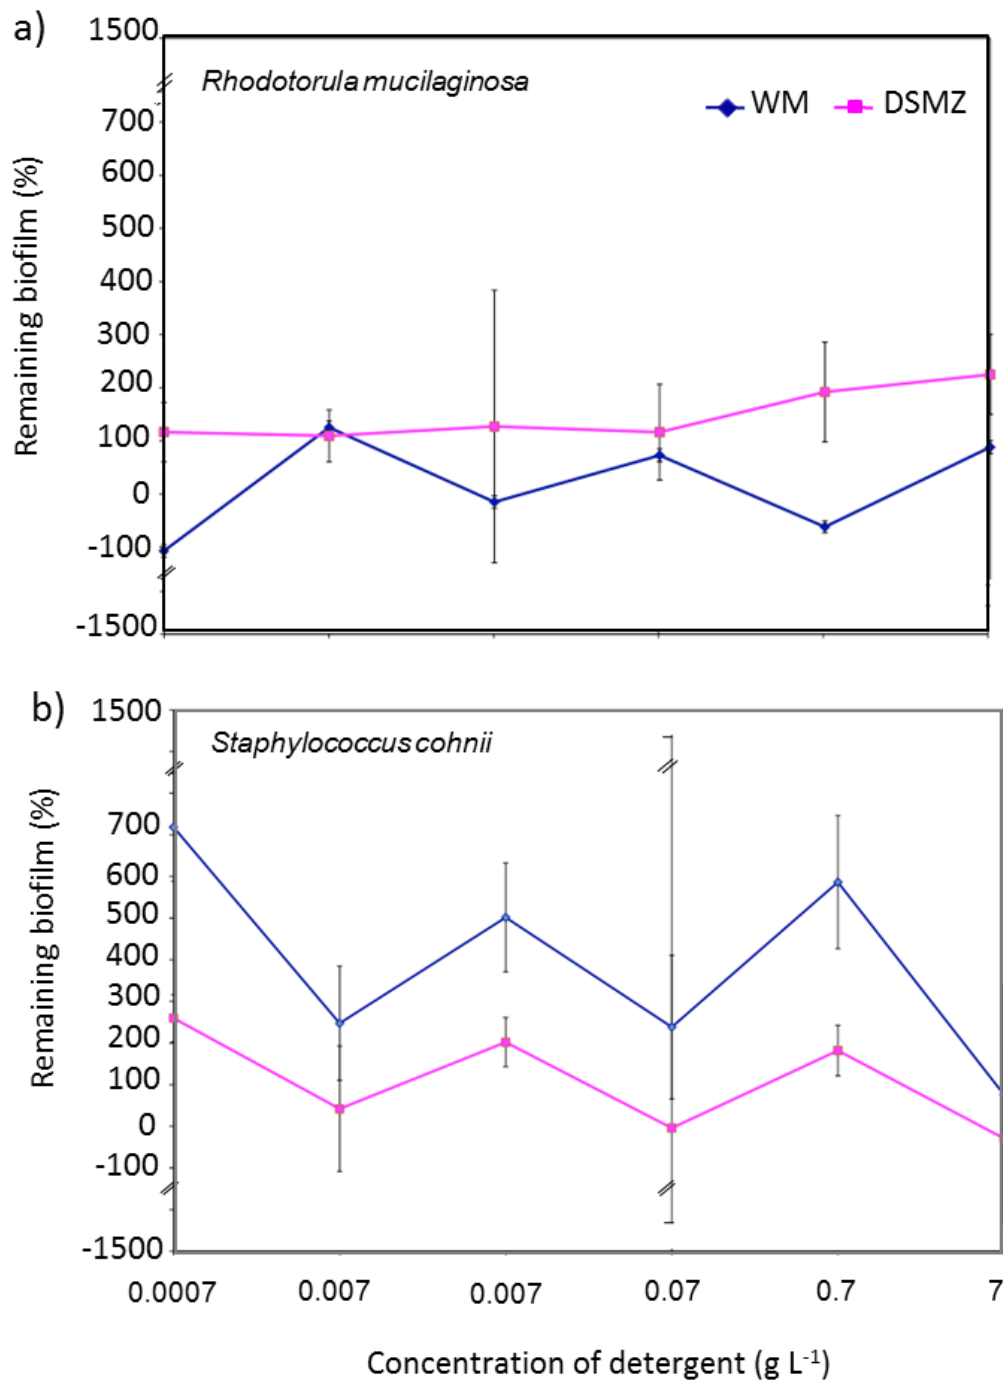 a)
1500
Rhodotorula mucilaginosa
WM DSMZ
700
600
500
400
300
200
100
0
-100
-1500
Remaining biofilm (%)
b)
1500
Staphylococcus cohnii
700
600
500
400
300
200
100
0
-100
-1500
Remaining biofilm (%)
0.0007 0.007 0.007 0.07 0.7 7
Concentration of detergent (g L-1)